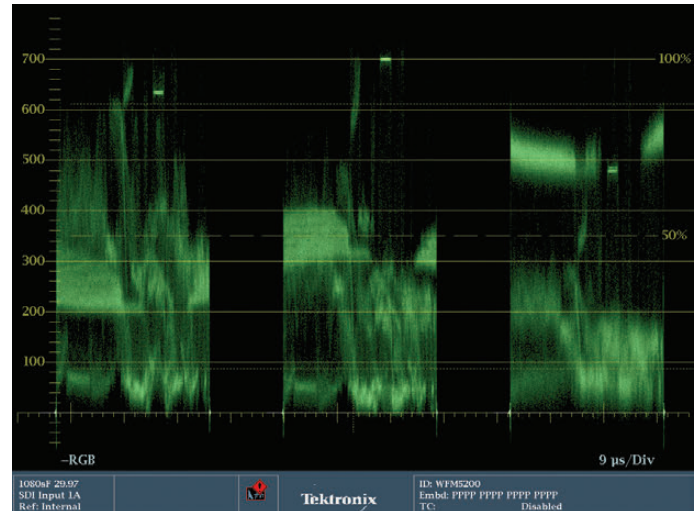 700
100%
600
500
400
50%
300
200
100
–RGB
9 µs/Div
1080sF 29.97
SDI Input 1A
Ref: Internal
Tektronix
ID: WFM5200
Embd: PPPP PPPP PPPP PPPP
TC: Disabled